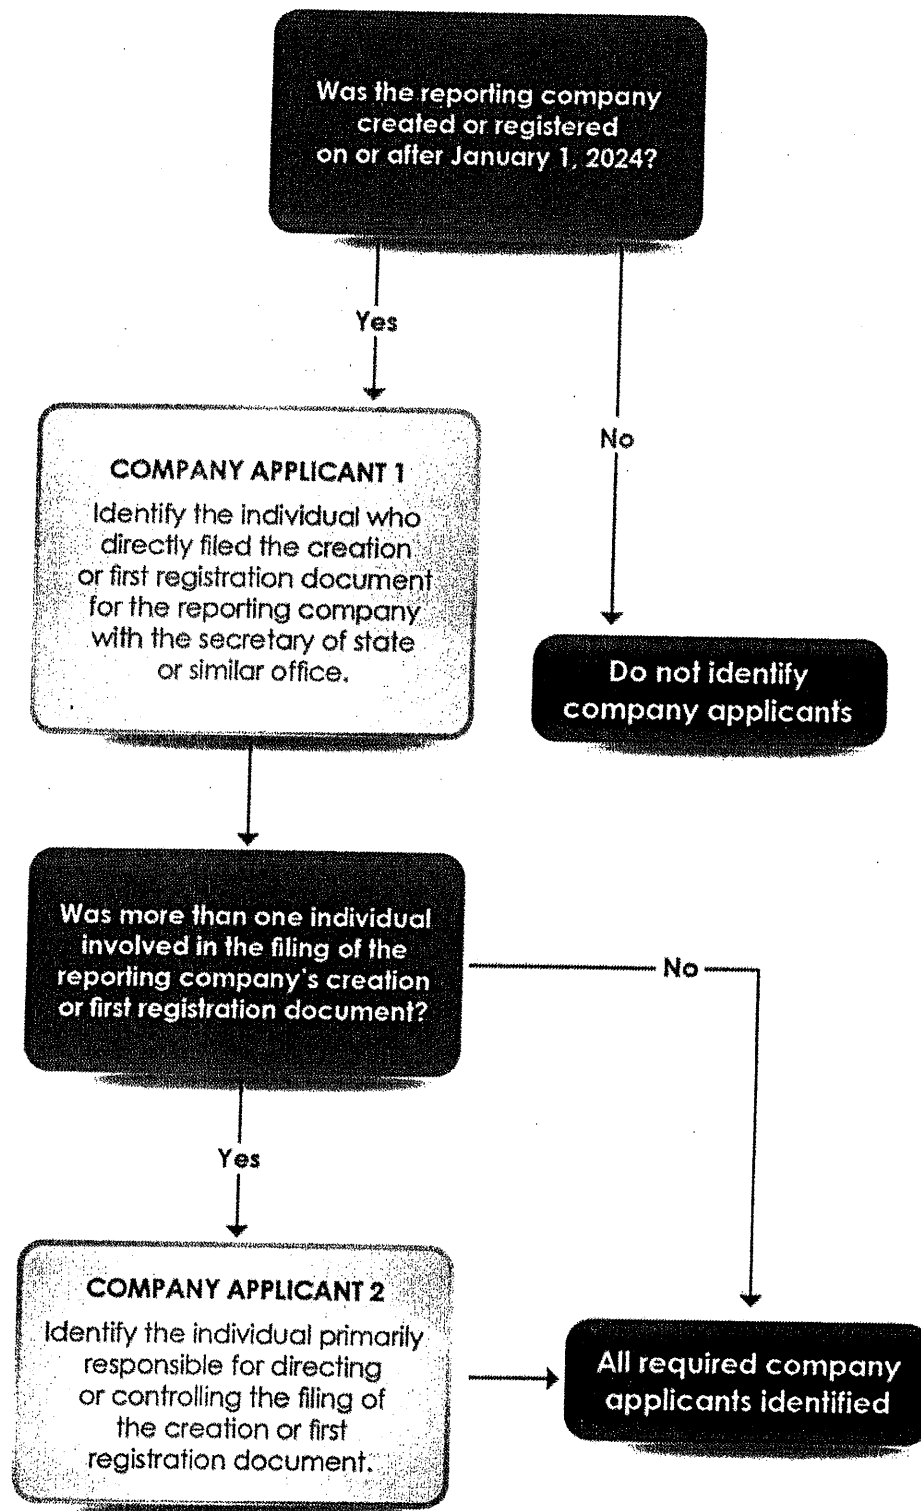 Was the reporting company
created or registered
on or after January 1, 2024?
Yes
No
COMPANY APPLICANT 1
Identify the individual who
directly filed the creation
or first registration document
for the reporting company
with the secretary of state
or similar office.
Do not identify
company applicants
Was more than one individual
involved in the filing of the
reporting company's creation
or first registration document?
No
Yes
COMPANY APPLICANT 2
Identify the individual primarily
responsible for directing
or controlling the filing of
the creation or first
registration document.
All required company
applicants identified